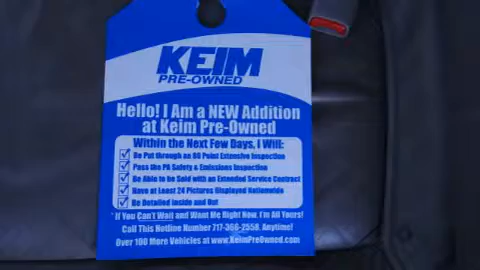 KEIM
PRE-OWNED
Hello! I Am a NEW Addition
at Keim Pre-Owned
Within the Next Few Days, I Will:
Be Put through an 80 Point Extensive Inspection
Pass the PA Safety & Emissions Inspection
Be Able to be Sold with an Extended Service Contract
Have at Least 24 Pictures Displayed Nationwide
Be Detailed Inside and Out
* If You Can't Wait and Want Me Right Now, I'm All Yours!
Call This Hotline Number 717-366-2558. Anytime!
Over 100 More Vehicles at www.KeimPreOwned.com